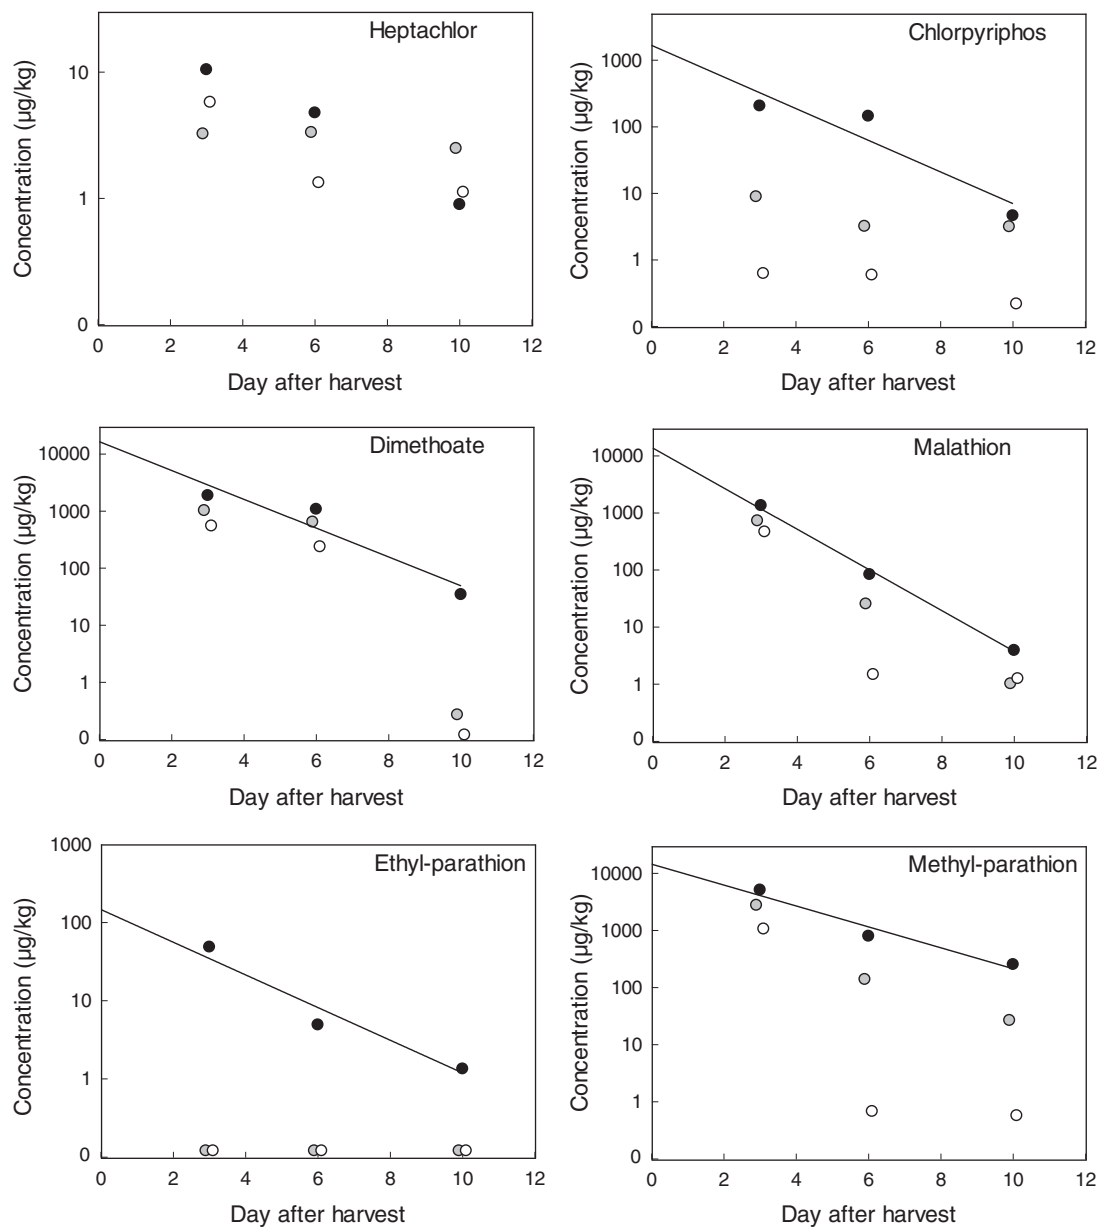 Heptachlor
Concentration (µg/kg)
10
1
0
0 2 4 6 8 10 12
Day after harvest
Chlorpyriphos
Concentration (µg/kg)
1000
100
10
1
0
0 2 4 6 8 10 12
Day after harvest
Dimethoate
Concentration (µg/kg)
10000
1000
100
10
1
0
0 2 4 6 8 10 12
Day after harvest
Malathion
Concentration (µg/kg)
10000
1000
100
10
1
0
0 2 4 6 8 10 12
Day after harvest
Ethyl-parathion
Concentration (µg/kg)
1000
100
10
1
0
0 2 4 6 8 10 12
Day after harvest
Methyl-parathion
Concentration (µg/kg)
10000
1000
100
10
1
0
0 2 4 6 8 10 12
Day after harvest